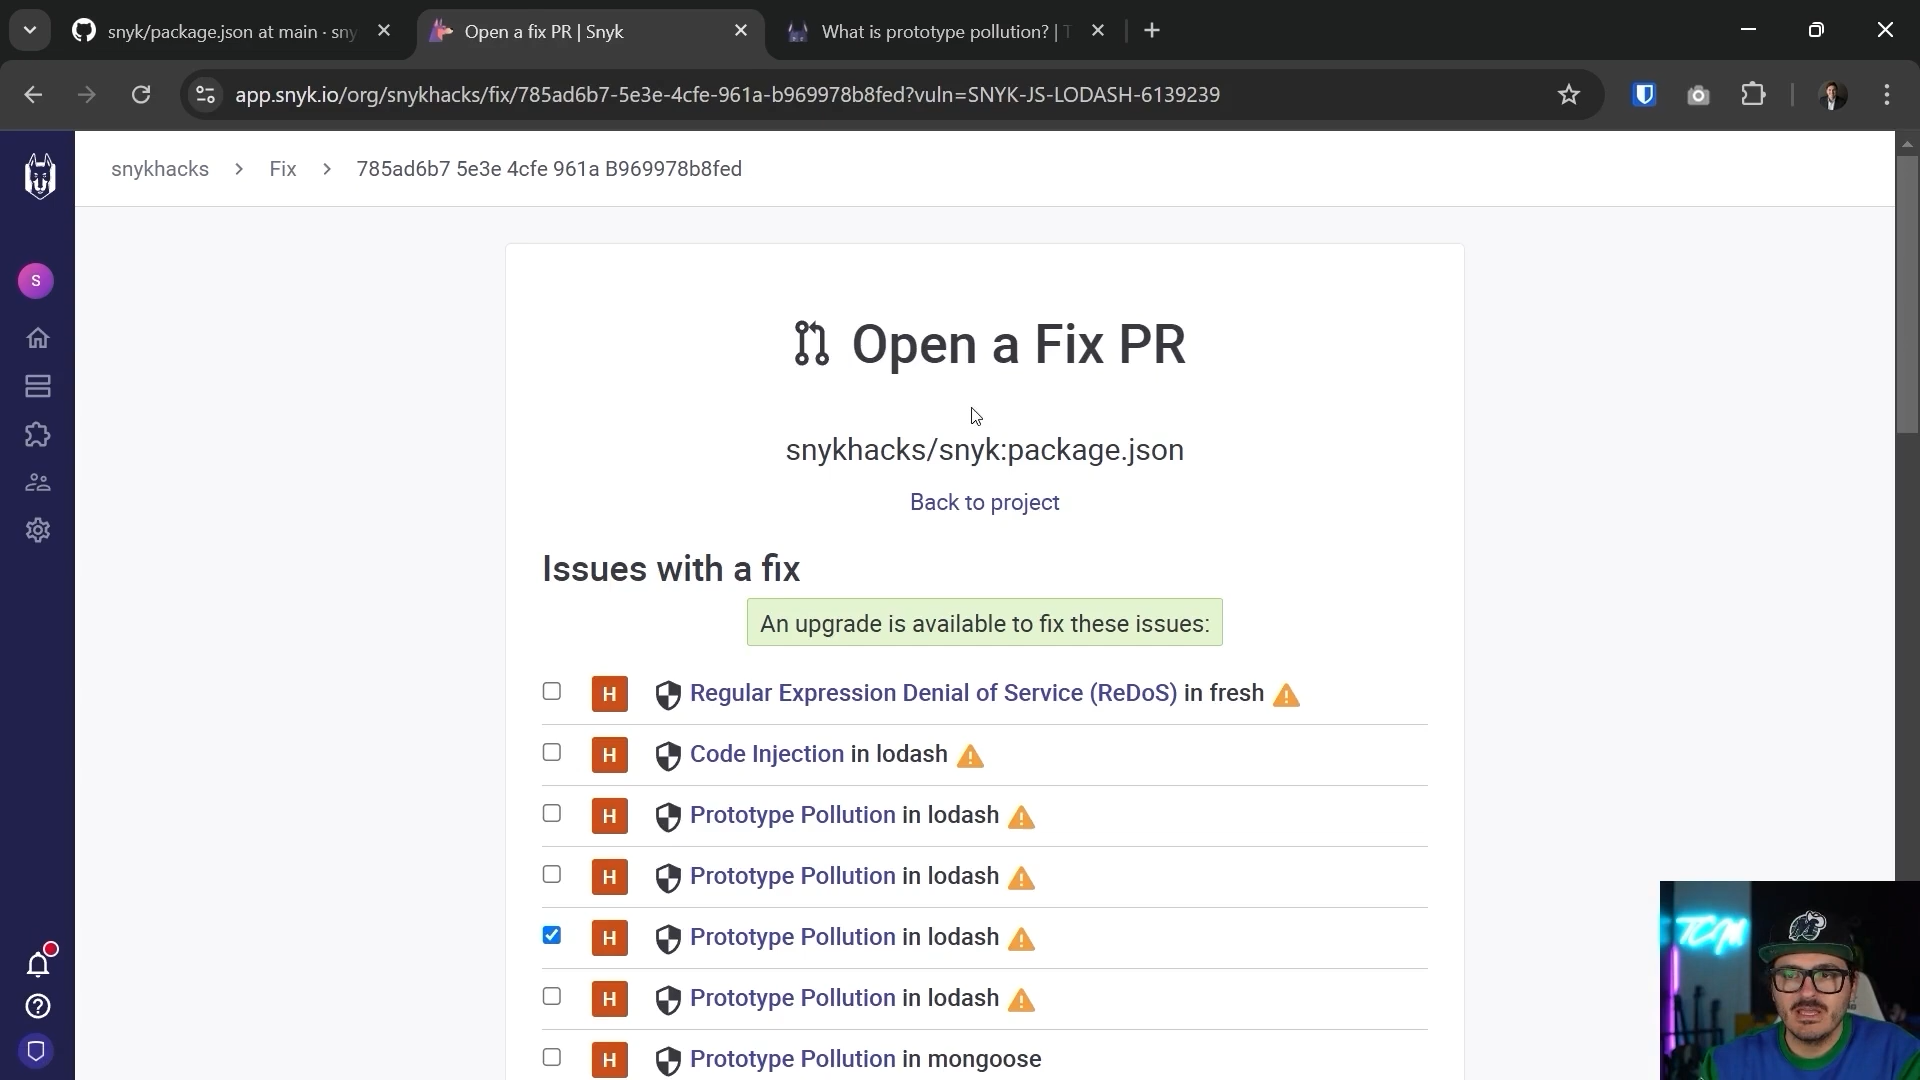 snyk/package.json at main · sny
Open a fix PR | Snyk
What is prototype pollution? | T
app.snyk.io/org/snykhacks/fix/785ad6b7-5e3e-4cfe-961a-b969978b8fed?vuln=SNYK-JS-LODASH-6139239
snykhacks > Fix > 785ad6b7 5e3e 4cfe 961a B969978b8fed
S
Open a Fix PR
snykhacks/snyk:package.json
Back to project
Issues with a fix
An upgrade is available to fix these issues:
H Regular Expression Denial of Service (ReDoS) in fresh
H Code Injection in lodash
H Prototype Pollution in lodash
H Prototype Pollution in lodash
H Prototype Pollution in lodash
H Prototype Pollution in lodash
H Prototype Pollution in mongoose
TCM